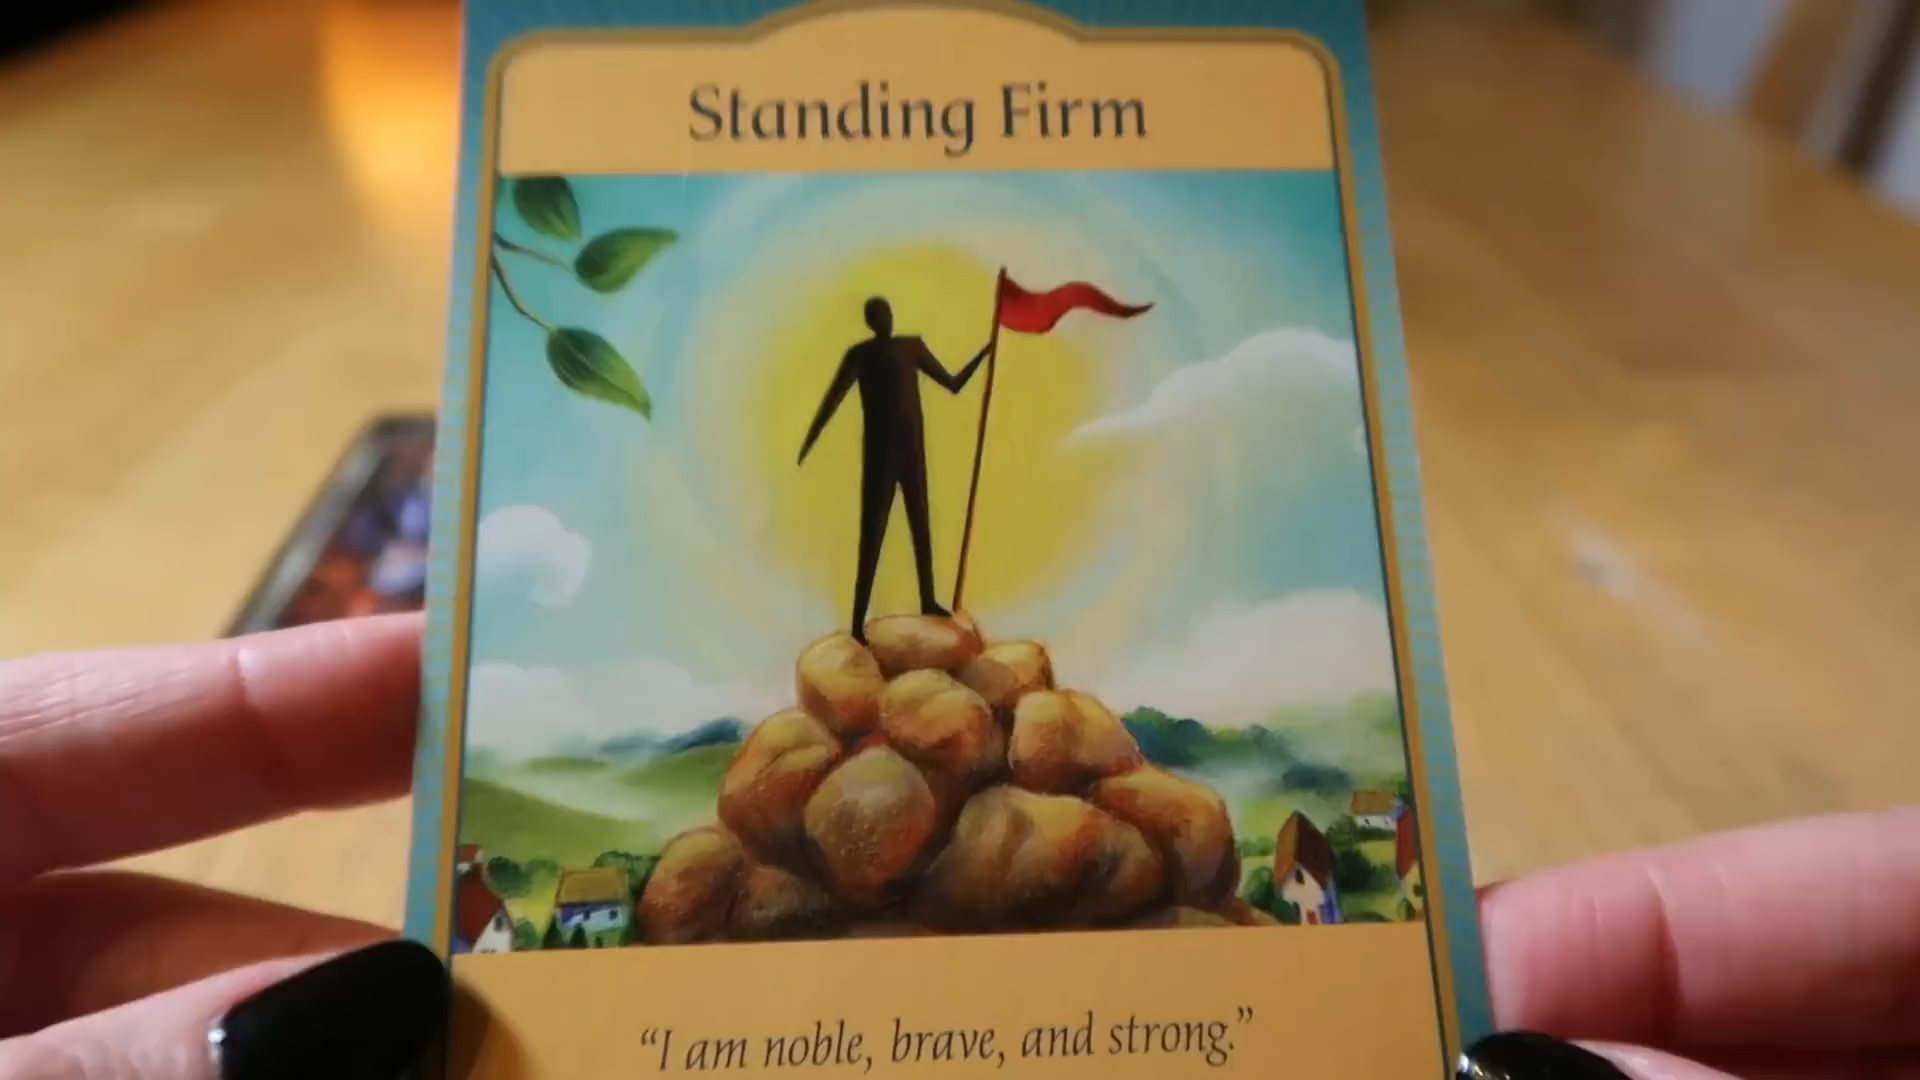 Standing Firm
“I am noble, brave, and strong.”